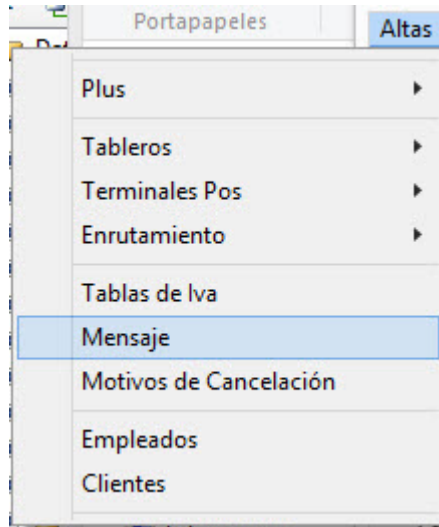 Portapapeles
Altas
Plus
Tableros
Terminales Pos
Enrutamiento
Tablas de Iva
Mensaje
Motivos de Cancelación
Empleados
Clientes